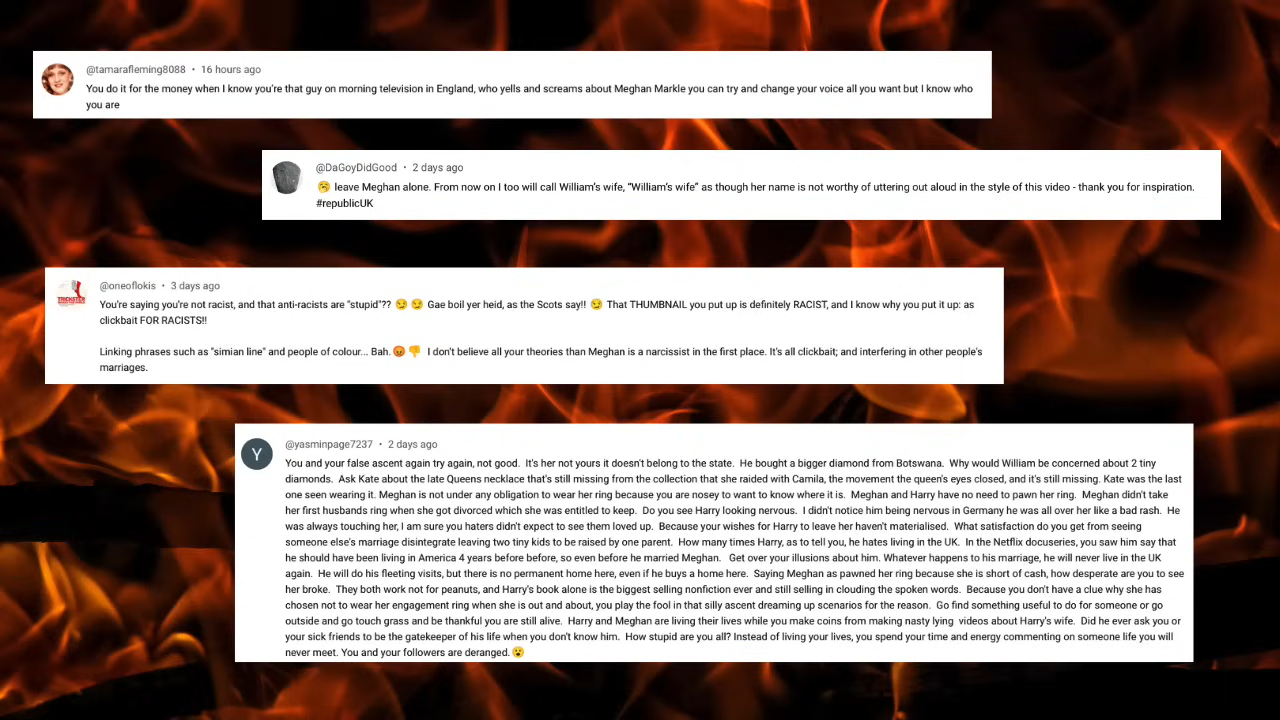 @tamarafleming8088 • 16 hours ago
You do it for the money when I know you're that guy on morning television in England, who yells and screams about Meghan Markle you can try and change your voice all you want but I know who
you are
@DaGoyDidGood • 2 days ago
🥱 leave Meghan alone. From now on I too will call William's wife, “William's wife” as though her name is not worthy of uttering out aloud in the style of this video - thank you for inspiration.
#republicUK
@oneoflokis • 3 days ago
TRICKSTER
You're saying you're not racist, and that anti-racists are "stupid"?? 😏 😏 Gae boil yer heid, as the Scots say!! 😏 That THUMBNAIL you put up is definitely RACIST, and I know why you put it up: as
clickbait FOR RACISTS!!
Linking phrases such as "simian line" and people of colour... Bah. 😡 👎 I don't believe all your theories than Meghan is a narcissist in the first place. It's all clickbait; and interfering in other people's
marriages.
Y
@yasminpage7237 • 2 days ago
You and your false ascent again try again, not good. It's her not yours it doesn't belong to the state. He bought a bigger diamond from Botswana. Why would William be concerned about 2 tiny
diamonds. Ask Kate about the late Queens necklace that's still missing from the collection that she raided with Camila, the movement the queen's eyes closed, and it's still missing. Kate was the last
one seen wearing it. Meghan is not under any obligation to wear her ring because you are nosey to want to know where it is. Meghan and Harry have no need to pawn her ring. Meghan didn't take
her first husbands ring when she got divorced which she was entitled to keep. Do you see Harry looking nervous. I didn't notice him being nervous in Germany he was all over her like a bad rash. He
was always touching her, I am sure you haters didn't expect to see them loved up. Because your wishes for Harry to leave her haven't materialised. What satisfaction do you get from seeing
someone else's marriage disintegrate leaving two tiny kids to be raised by one parent. How many times Harry, as to tell you, he hates living in the UK. In the Netflix docuseries, you saw him say that
he should have been living in America 4 years before before, so even before he married Meghan. Get over your illusions about him. Whatever happens to his marriage, he will never live in the UK
again. He will do his fleeting visits, but there is no permanent home here, even if he buys a home here. Saying Meghan as pawned her ring because she is short of cash, how desperate are you to see
her broke. They both work not for peanuts, and Harry's book alone is the biggest selling nonfiction ever and still selling in clouding the spoken words. Because you don't have a clue why she has
chosen not to wear her engagement ring when she is out and about, you play the fool in that silly ascent dreaming up scenarios for the reason. Go find something useful to do for someone or go
outside and go touch grass and be thankful you are still alive. Harry and Meghan are living their lives while you make coins from making nasty lying videos about Harry's wife. Did he ever ask you or
your sick friends to be the gatekeeper of his life when you don't know him. How stupid are you all? Instead of living your lives, you spend your time and energy commenting on someone life you will
never meet. You and your followers are deranged. 😮